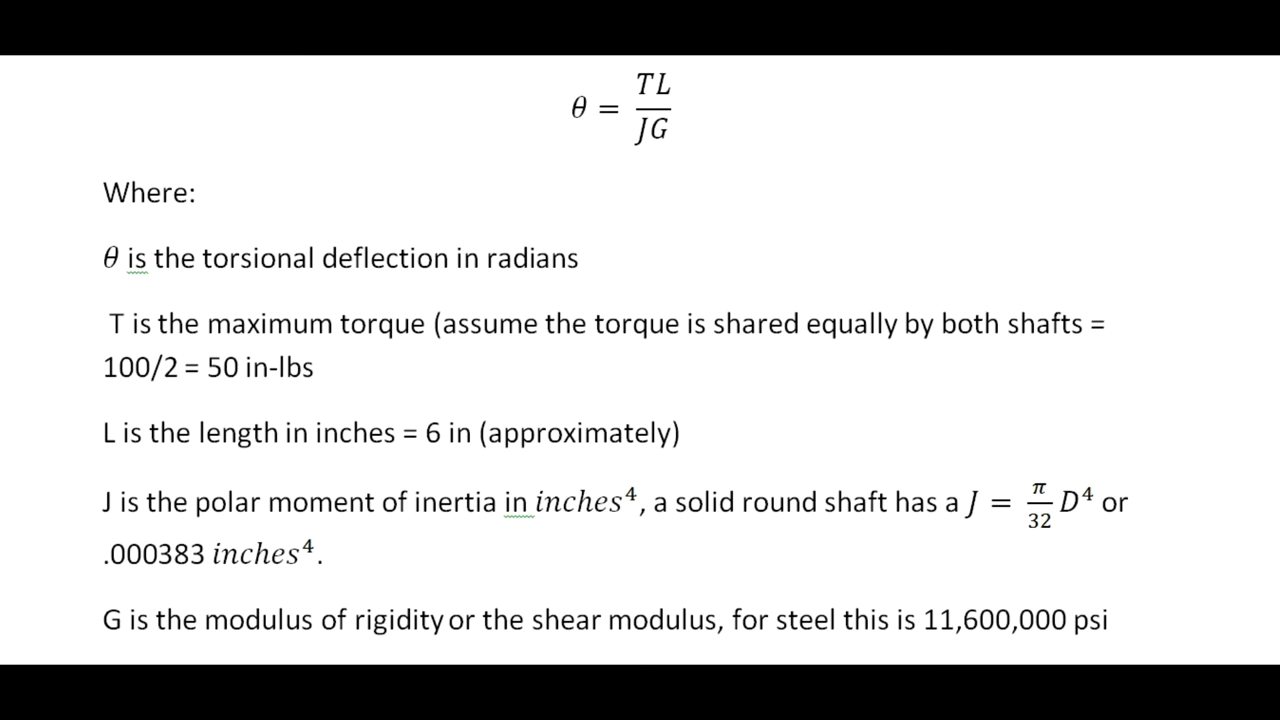 θ = TL/JG
Where:
θ is the torsional deflection in radians
T is the maximum torque (assume the torque is shared equally by both shafts =
100/2 = 50 in-lbs
L is the length in inches = 6 in (approximately)
J is the polar moment of inertia in inches⁴, a solid round shaft has a J = π/32 D⁴ or
.000383 inches⁴.
G is the modulus of rigidity or the shear modulus, for steel this is 11,600,000 psi